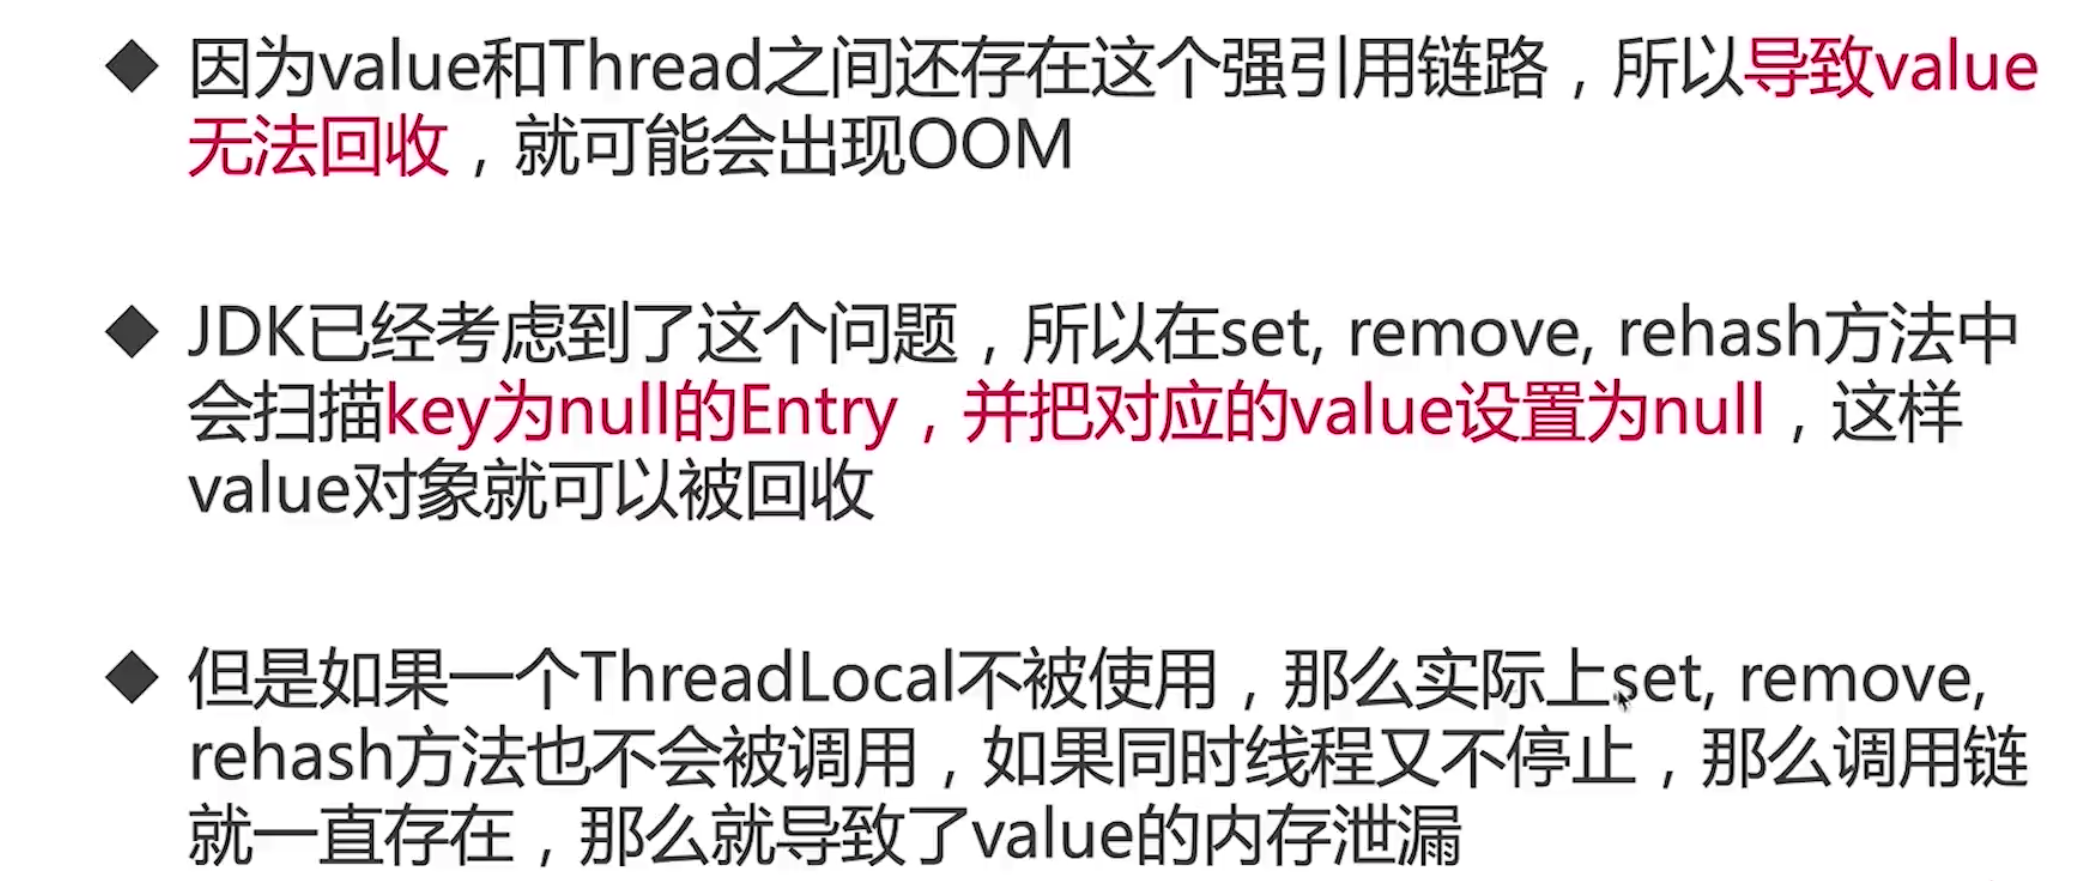 ◆ 因为value和Thread之间还存在这个强引用链路，所以导致value
无法回收，就可能会出现OOM
◆ JDK已经考虑到了这个问题，所以在set, remove, rehash方法中
会扫描key为null的Entry，并把对应的value设置为null，这样
value对象就可以被回收
◆ 但是如果一个ThreadLocal不被使用，那么实际上set, remove,
rehash方法也不会被调用，如果同时线程又不停止，那么调用链
就一直存在，那么就导致了value的内存泄漏